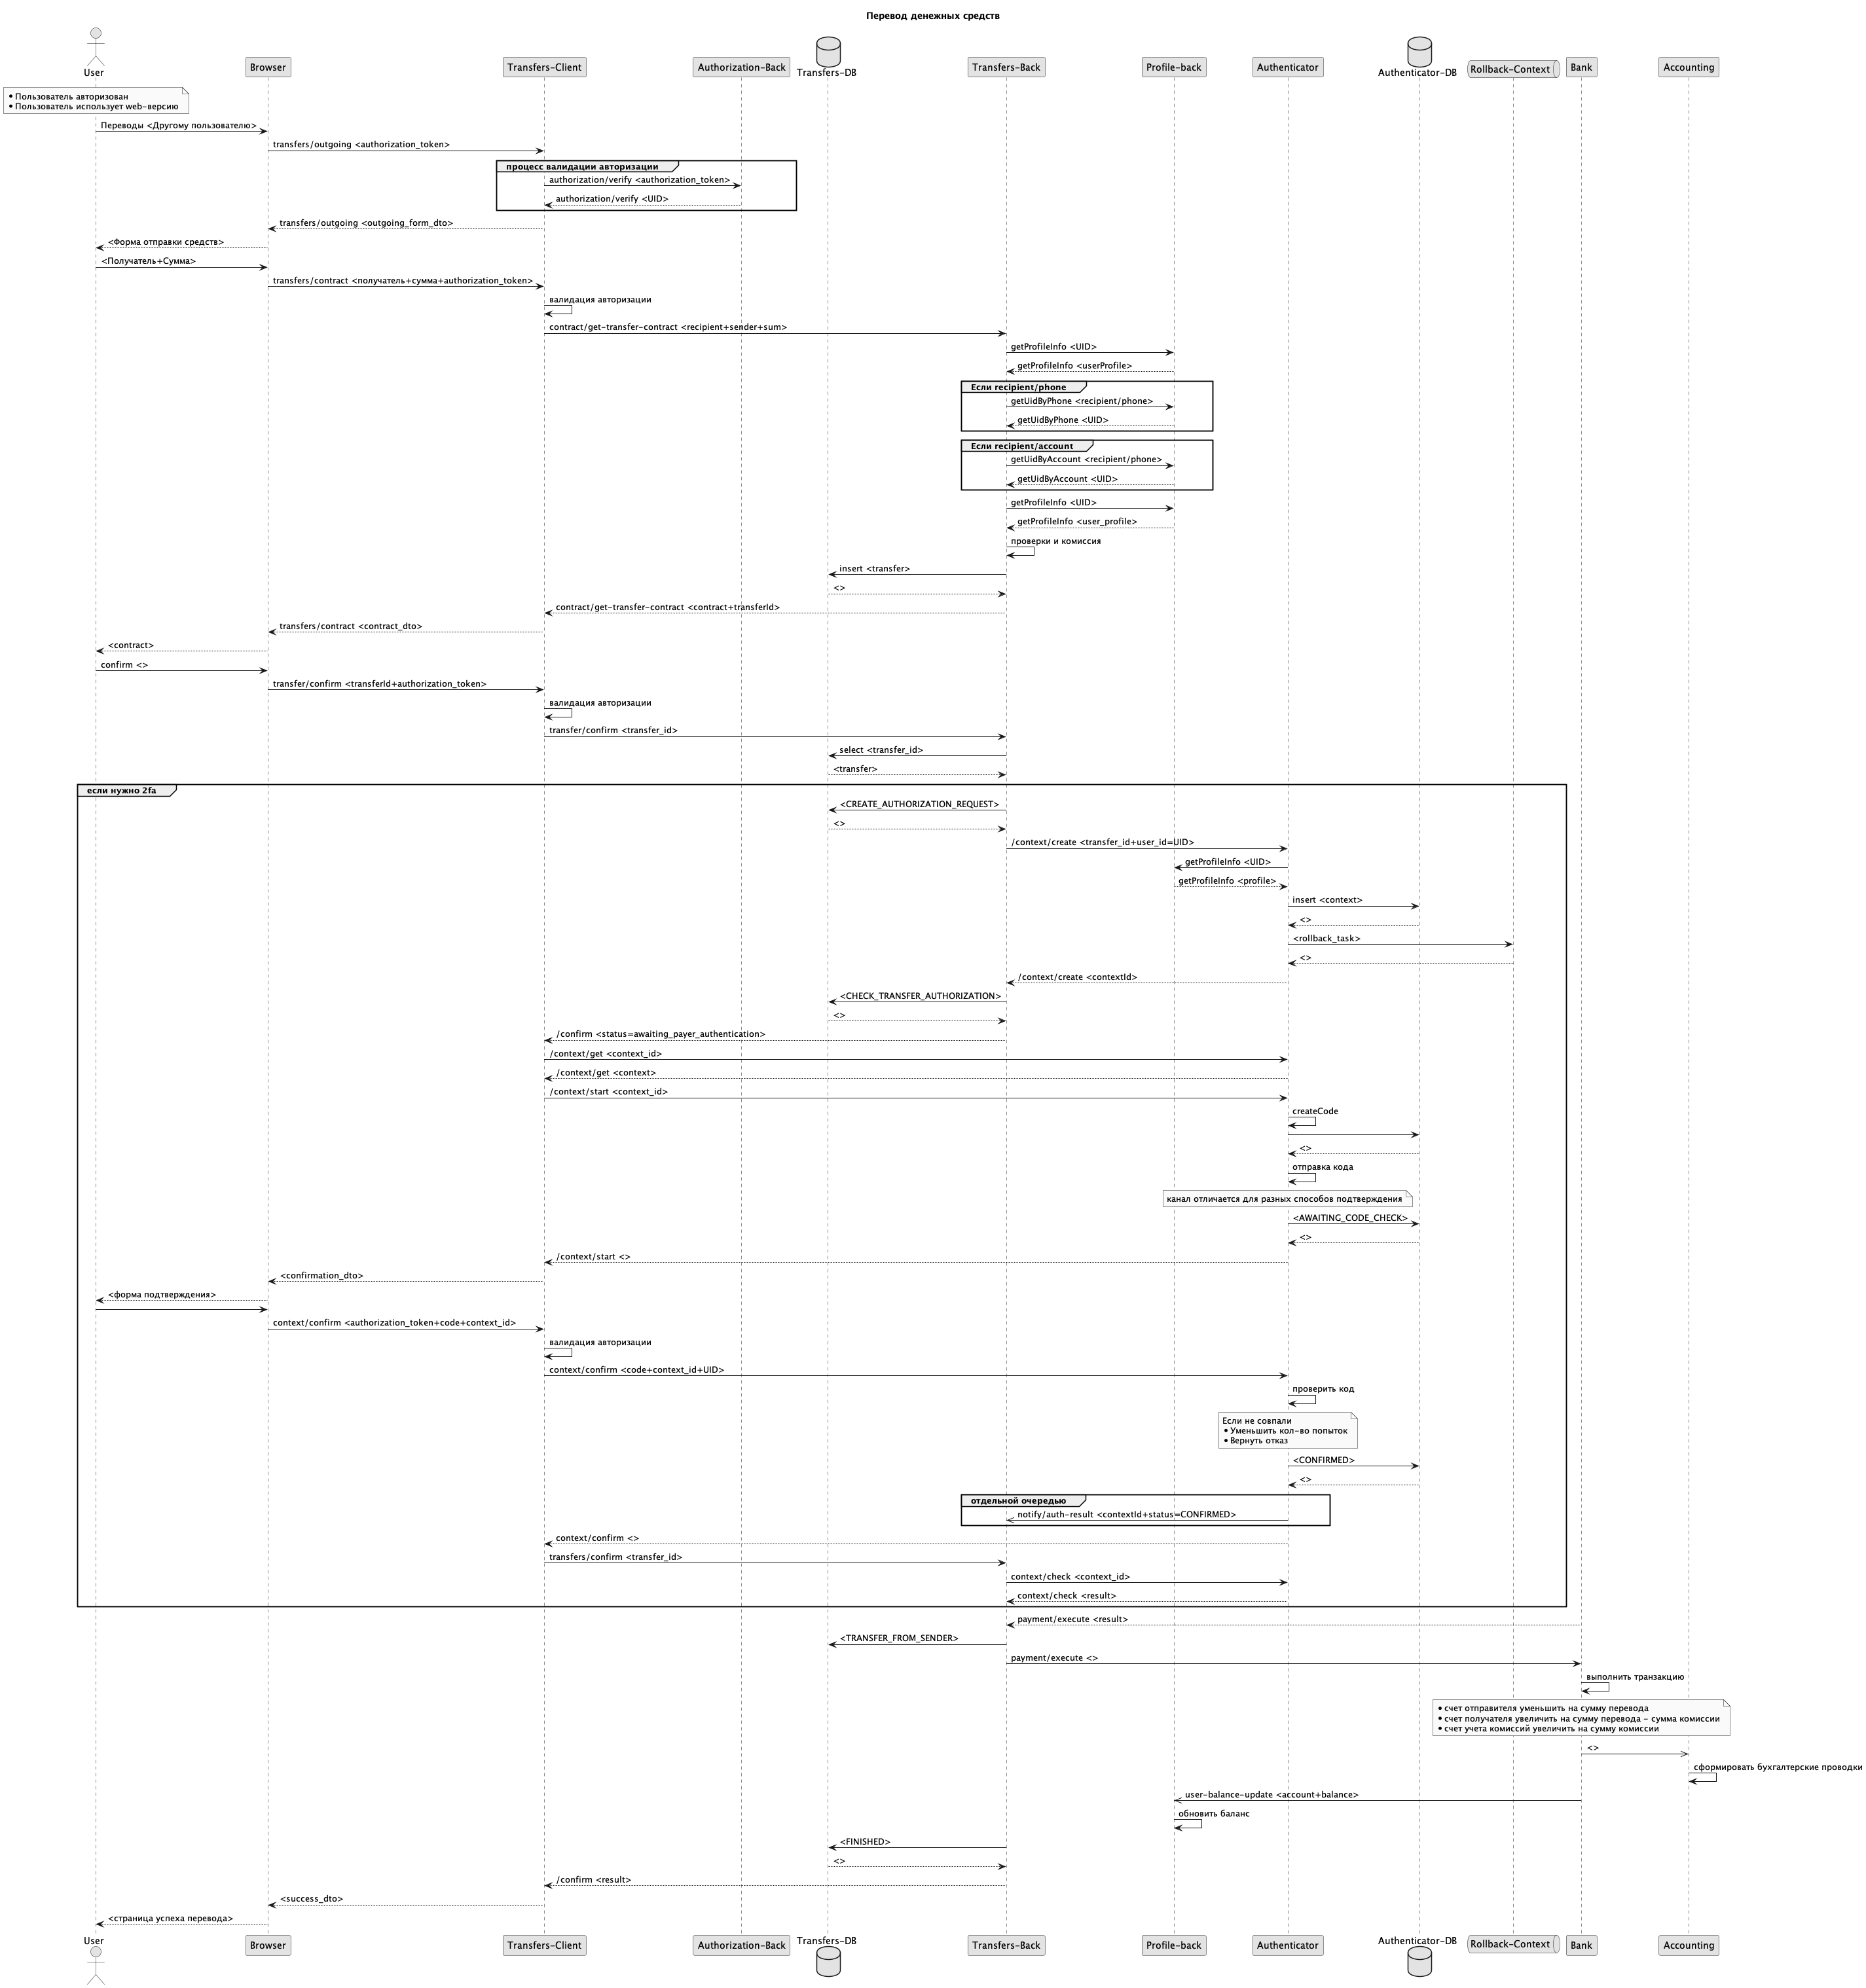 Перевод денежных средств
User
Browser
Transfers-Client
Authorization-Back
Transfers-DB
Transfers-Back
Profile-back
Authenticator
Authenticator-DB
Rollback-Context
Bank
Accounting
• Пользователь авторизован
• Пользователь использует web-версию
Переводы <Другому пользователю>
transfers/outgoing <authorization_token>
процесс валидации авторизации
authorization/verify <authorization_token>
authorization/verify <UID>
transfers/outgoing <outgoing_form_dto>
<Форма отправки средств>
<Получатель+Сумма>
transfers/contract <получатель+сумма+authorization_token>
валидация авторизации
contract/get-transfer-contract <recipient+sender+sum>
getProfileInfo <UID>
getProfileInfo <userProfile>
Если recipient/phone
getUidByPhone <recipient/phone>
getUidByPhone <UID>
Если recipient/account
getUidByAccount <recipient/phone>
getUidByAccount <UID>
getProfileInfo <UID>
getProfileInfo <user_profile>
проверки и комиссия
insert <transfer>
<>
contract/get-transfer-contract <contract+transferId>
transfers/contract <contract_dto>
<contract>
confirm <>
transfer/confirm <transferId+authorization_token>
валидация авторизации
transfer/confirm <transfer_id>
select <transfer_id>
<transfer>
если нужно 2fa
<CREATE_AUTHORIZATION_REQUEST>
<>
/context/create <transfer_id+user_id=UID>
getProfileInfo <UID>
getProfileInfo <profile>
insert <context>
<>
<rollback_task>
<>
/context/create <contextId>
<CHECK_TRANSFER_AUTHORIZATION>
<>
/confirm <status=awaiting_payer_authentication>
/context/get <context_id>
/context/get <context>
/context/start <context_id>
createCode
<>
отправка кода
канал отличается для разных способов подтверждения
<AWAITING_CODE_CHECK>
<>
/context/start <>
<confirmation_dto>
<форма подтверждения>
context/confirm <authorization_token+code+context_id>
валидация авторизации
context/confirm <code+context_id+UID>
проверить код
Если не совпали
• Уменьшить кол-во попыток
• Вернуть отказ
<CONFIRMED>
<>
отдельной очередью
notify/auth-result <contextId+status=CONFIRMED>
context/confirm <>
transfers/confirm <transfer_id>
context/check <context_id>
context/check <result>
payment/execute <result>
<TRANSFER_FROM_SENDER>
payment/execute <>
выполнить транзакцию
• счет отправителя уменьшить на сумму перевода
• счет получателя увеличить на сумму перевода - сумма комиссии
• счет учета комиссий увеличить на сумму комиссии
<>
сформировать бухгалтерские проводки
user-balance-update <account+balance>
обновить баланс
<FINISHED>
<>
/confirm <result>
<success_dto>
<страница успеха перевода>
User
Browser
Transfers-Client
Authorization-Back
Transfers-DB
Transfers-Back
Profile-back
Authenticator
Authenticator-DB
Rollback-Context
Bank
Accounting